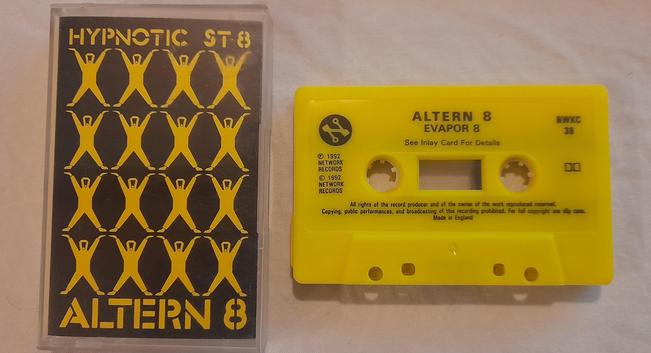 HYPNOTIC ST8
ALTERN 8
ALTERN 8
EVAPOR 8
See Inlay Card For Details
NWKC
38
℗ 1992
NETWORK
RECORDS
© 1992
NETWORK
RECORDS
All rights of the record producer and of the owner of the work reproduced reserved.
Copying, public performances, and broadcasting of this recording prohibited. For full copyright see slip case.
Made in England